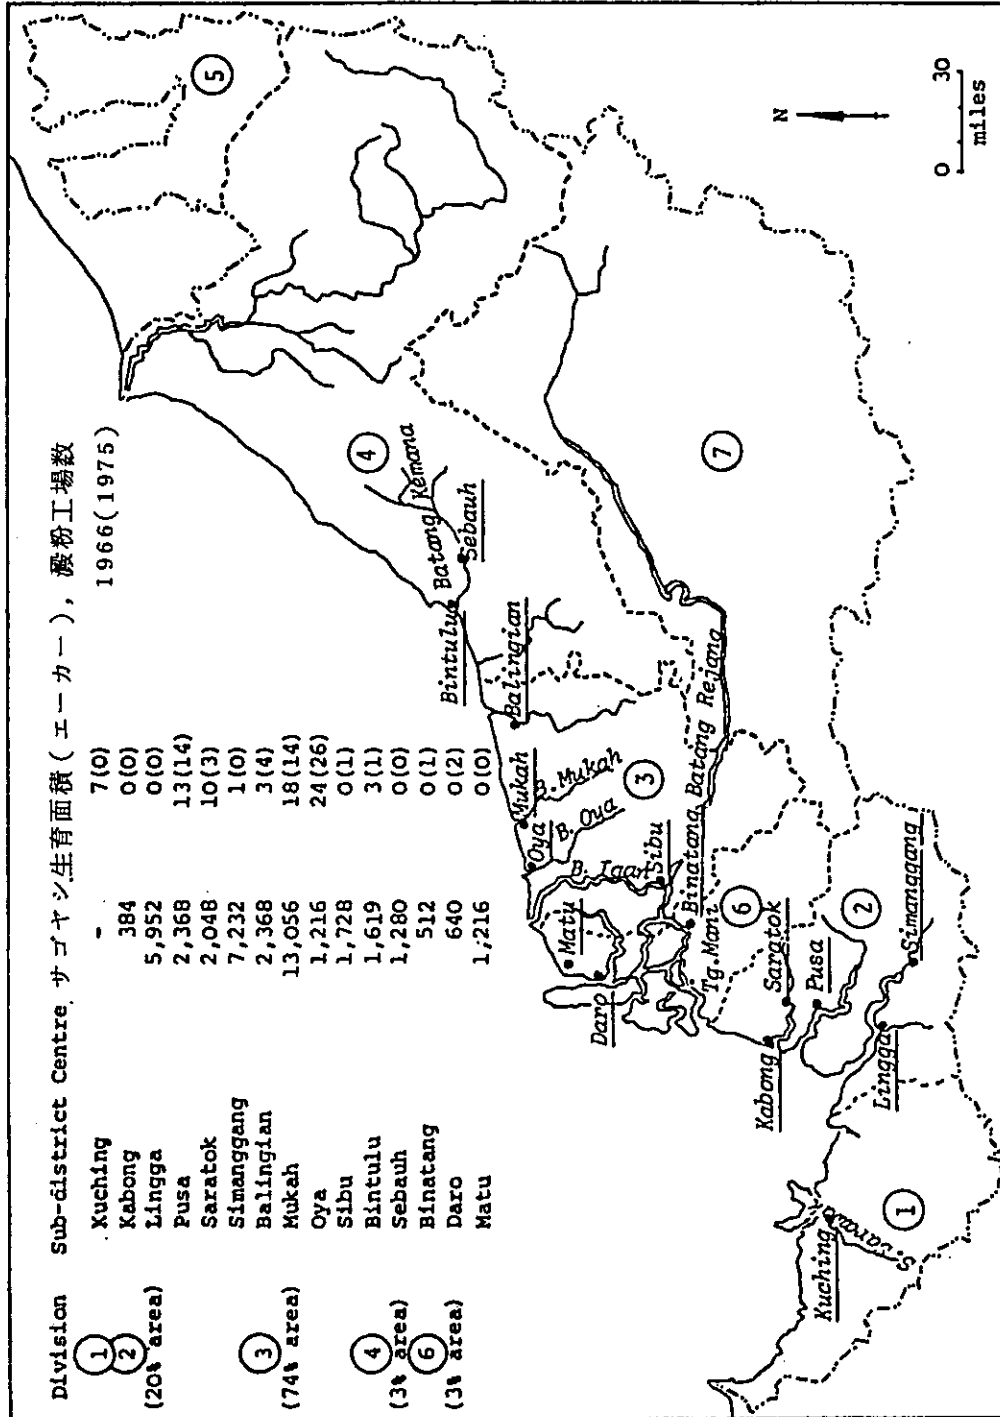 Division Sub-district Centre サゴヤシ生育面積(エーカー), 澱粉工場数
1966(1975)
① Kuching - 7(0)
② Kabong 384 0(0)
(20% area) Lingga 5,952 0(0)
Pusa 2,368 13(14)
Saratok 2,048 10(3)
Simanggang 7,232 1(0)
③ Balingian 2,368 3(4)
(74% area) Mukah 13,056 18(14)
Oya 1,216 24(26)
Sibu 1,728 0(1)
④ Bintulu 1,619 3(1)
(3% area) Sebauh 1,280 0(0)
⑥ Binatang 512 0(1)
(3% area) Daro 640 0(2)
Matu 1,216 0(0)
⑤
④
Batang Kemana
Bintulu
Sebauh
Balingian
Mukah
B. Mukah
Oya
B. Oya
③
B. Igan
Sibu
Matu
Daro
Binatang
Batang Rejang
Tg.Mani
⑦
⑥
Saratok
Kabong
Pusa
②
Simanggang
Lingga
Kuching
①
N
0 30
miles